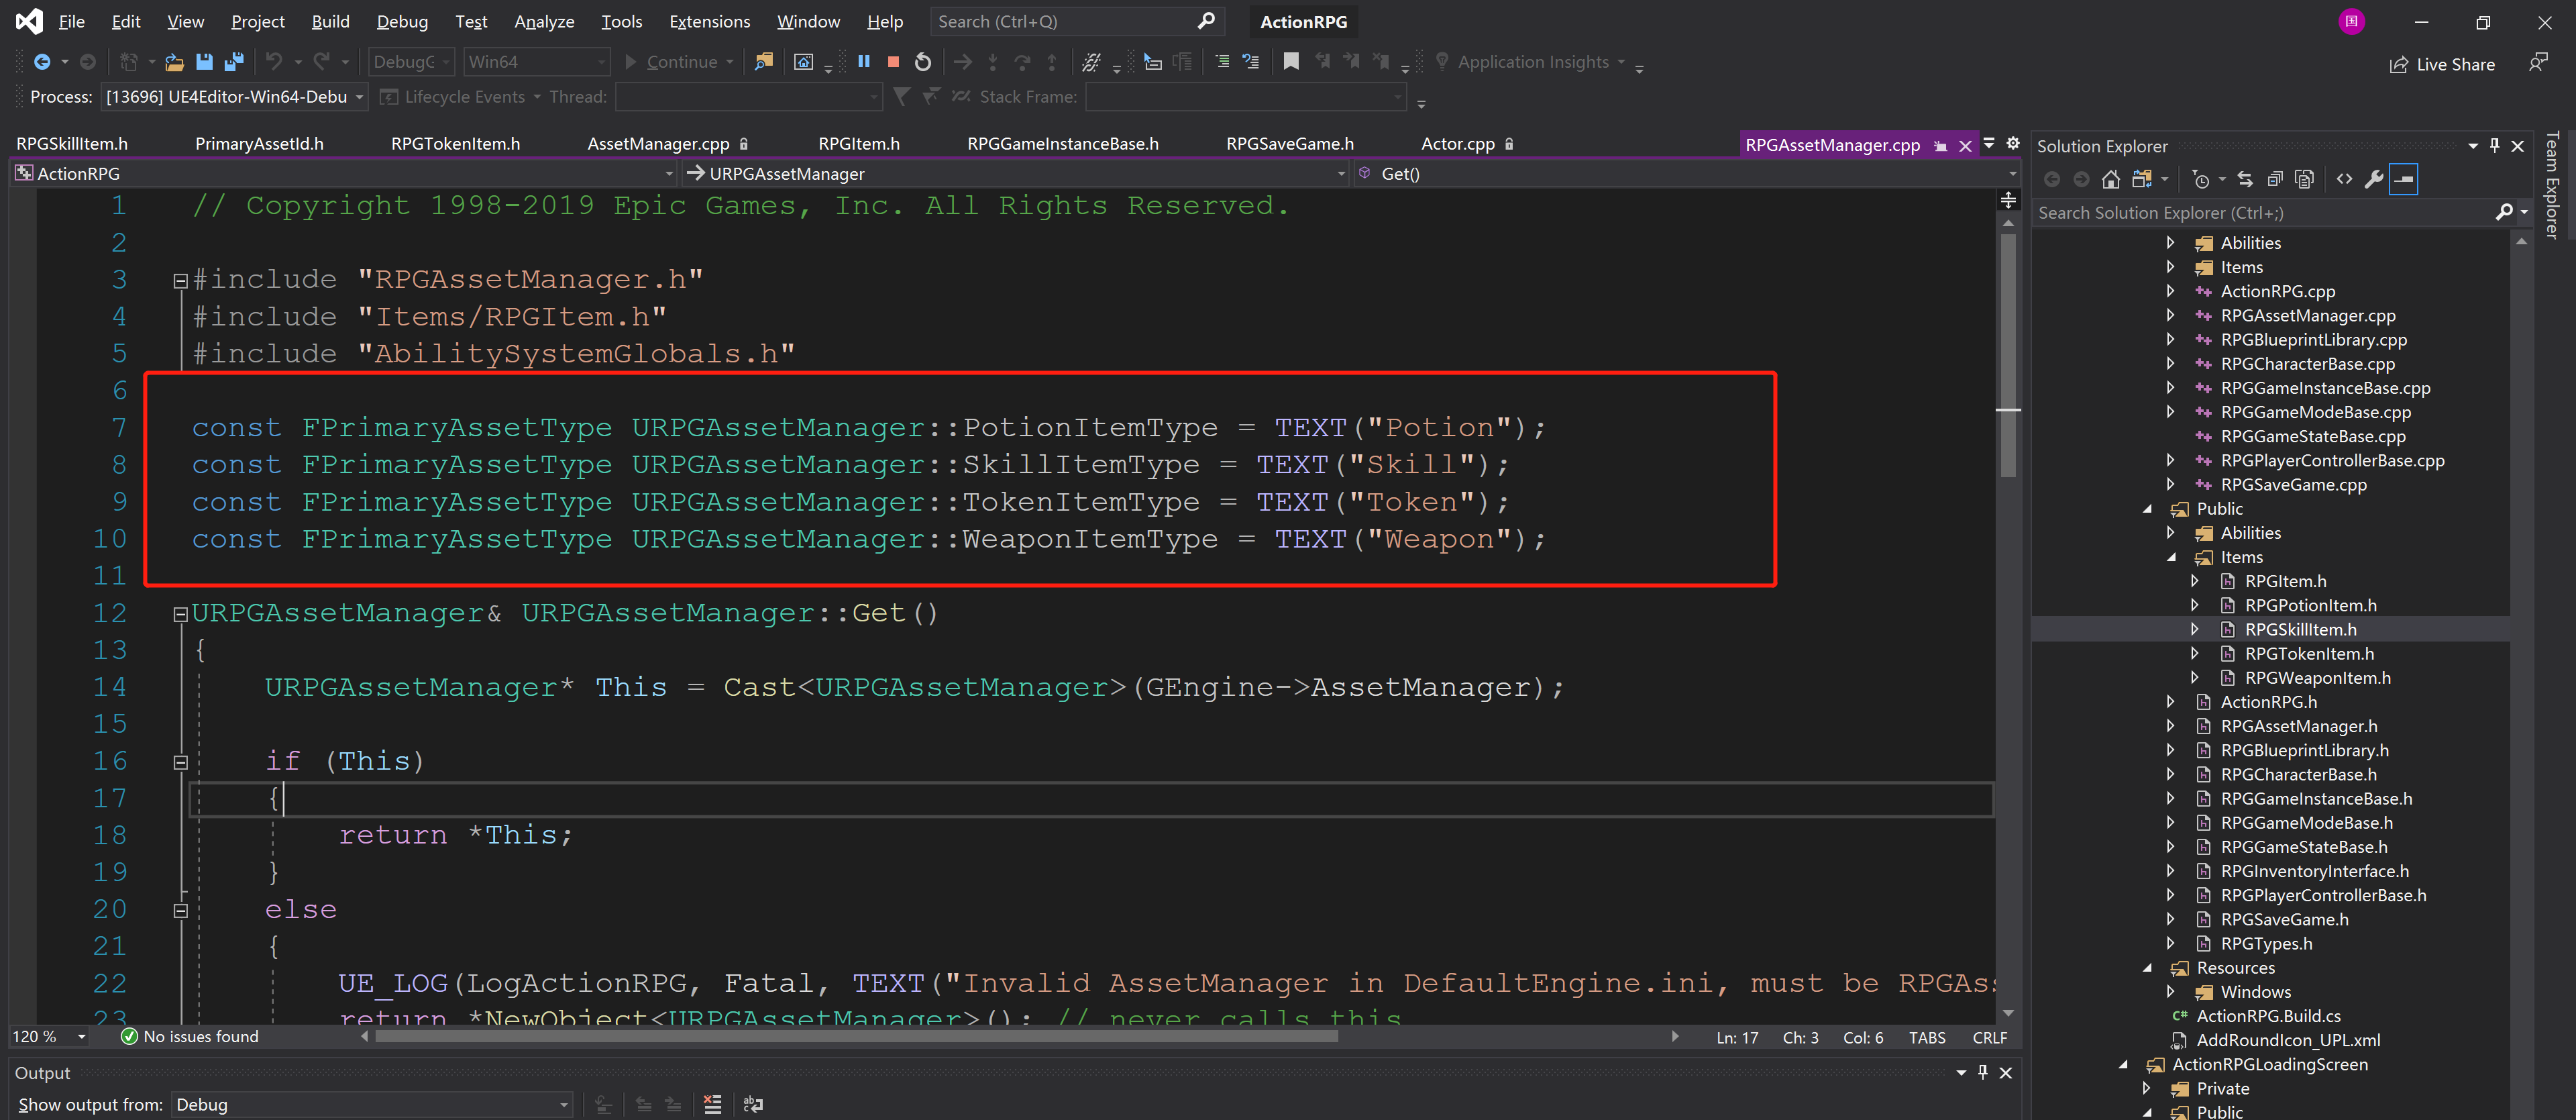 File Edit View Project Build Debug Test Analyze Tools Extensions Window Help Search (Ctrl+Q) ActionRPG 国
DebugG Win64 Continue Application Insights Live Share
Process: [13696] UE4Editor-Win64-Debu Lifecycle Events Thread: Stack Frame:
RPGSkillItem.h PrimaryAssetId.h RPGTokenItem.h AssetManager.cpp RPGItem.h RPGGameInstanceBase.h RPGSaveGame.h Actor.cpp RPGAssetManager.cpp
ActionRPG URPGAssetManager Get()
1 // Copyright 1998-2019 Epic Games, Inc. All Rights Reserved.
2
3 #include "RPGAssetManager.h"
4 #include "Items/RPGItem.h"
5 #include "AbilitySystemGlobals.h"
6
7 const FPrimaryAssetType URPGAssetManager::PotionItemType = TEXT("Potion");
8 const FPrimaryAssetType URPGAssetManager::SkillItemType = TEXT("Skill");
9 const FPrimaryAssetType URPGAssetManager::TokenItemType = TEXT("Token");
10 const FPrimaryAssetType URPGAssetManager::WeaponItemType = TEXT("Weapon");
11
12 URPGAssetManager& URPGAssetManager::Get()
13 {
14 URPGAssetManager* This = Cast<URPGAssetManager>(GEngine->AssetManager);
15
16 if (This)
17 {
18 return *This;
19 }
20 else
21 {
22 UE_LOG(LogActionRPG, Fatal, TEXT("Invalid AssetManager in DefaultEngine.ini, must be RPGAss
23 return *NewObject<URPGAssetManager>(); // never calls this
120 % No issues found Ln: 17 Ch: 3 Col: 6 TABS CRLF
Output
Show output from: Debug
Solution Explorer
Search Solution Explorer (Ctrl+;)
Abilities
Items
ActionRPG.cpp
RPGAssetManager.cpp
RPGBlueprintLibrary.cpp
RPGCharacterBase.cpp
RPGGameInstanceBase.cpp
RPGGameModeBase.cpp
RPGGameStateBase.cpp
RPGPlayerControllerBase.cpp
RPGSaveGame.cpp
Public
Abilities
Items
RPGItem.h
RPGPotionItem.h
RPGSkillItem.h
RPGTokenItem.h
RPGWeaponItem.h
ActionRPG.h
RPGAssetManager.h
RPGBlueprintLibrary.h
RPGCharacterBase.h
RPGGameInstanceBase.h
RPGGameModeBase.h
RPGGameStateBase.h
RPGInventoryInterface.h
RPGPlayerControllerBase.h
RPGSaveGame.h
RPGTypes.h
Resources
Windows
C# ActionRPG.Build.cs
AddRoundIcon_UPL.xml
ActionRPGLoadingScreen
Private
Public
Team Explorer